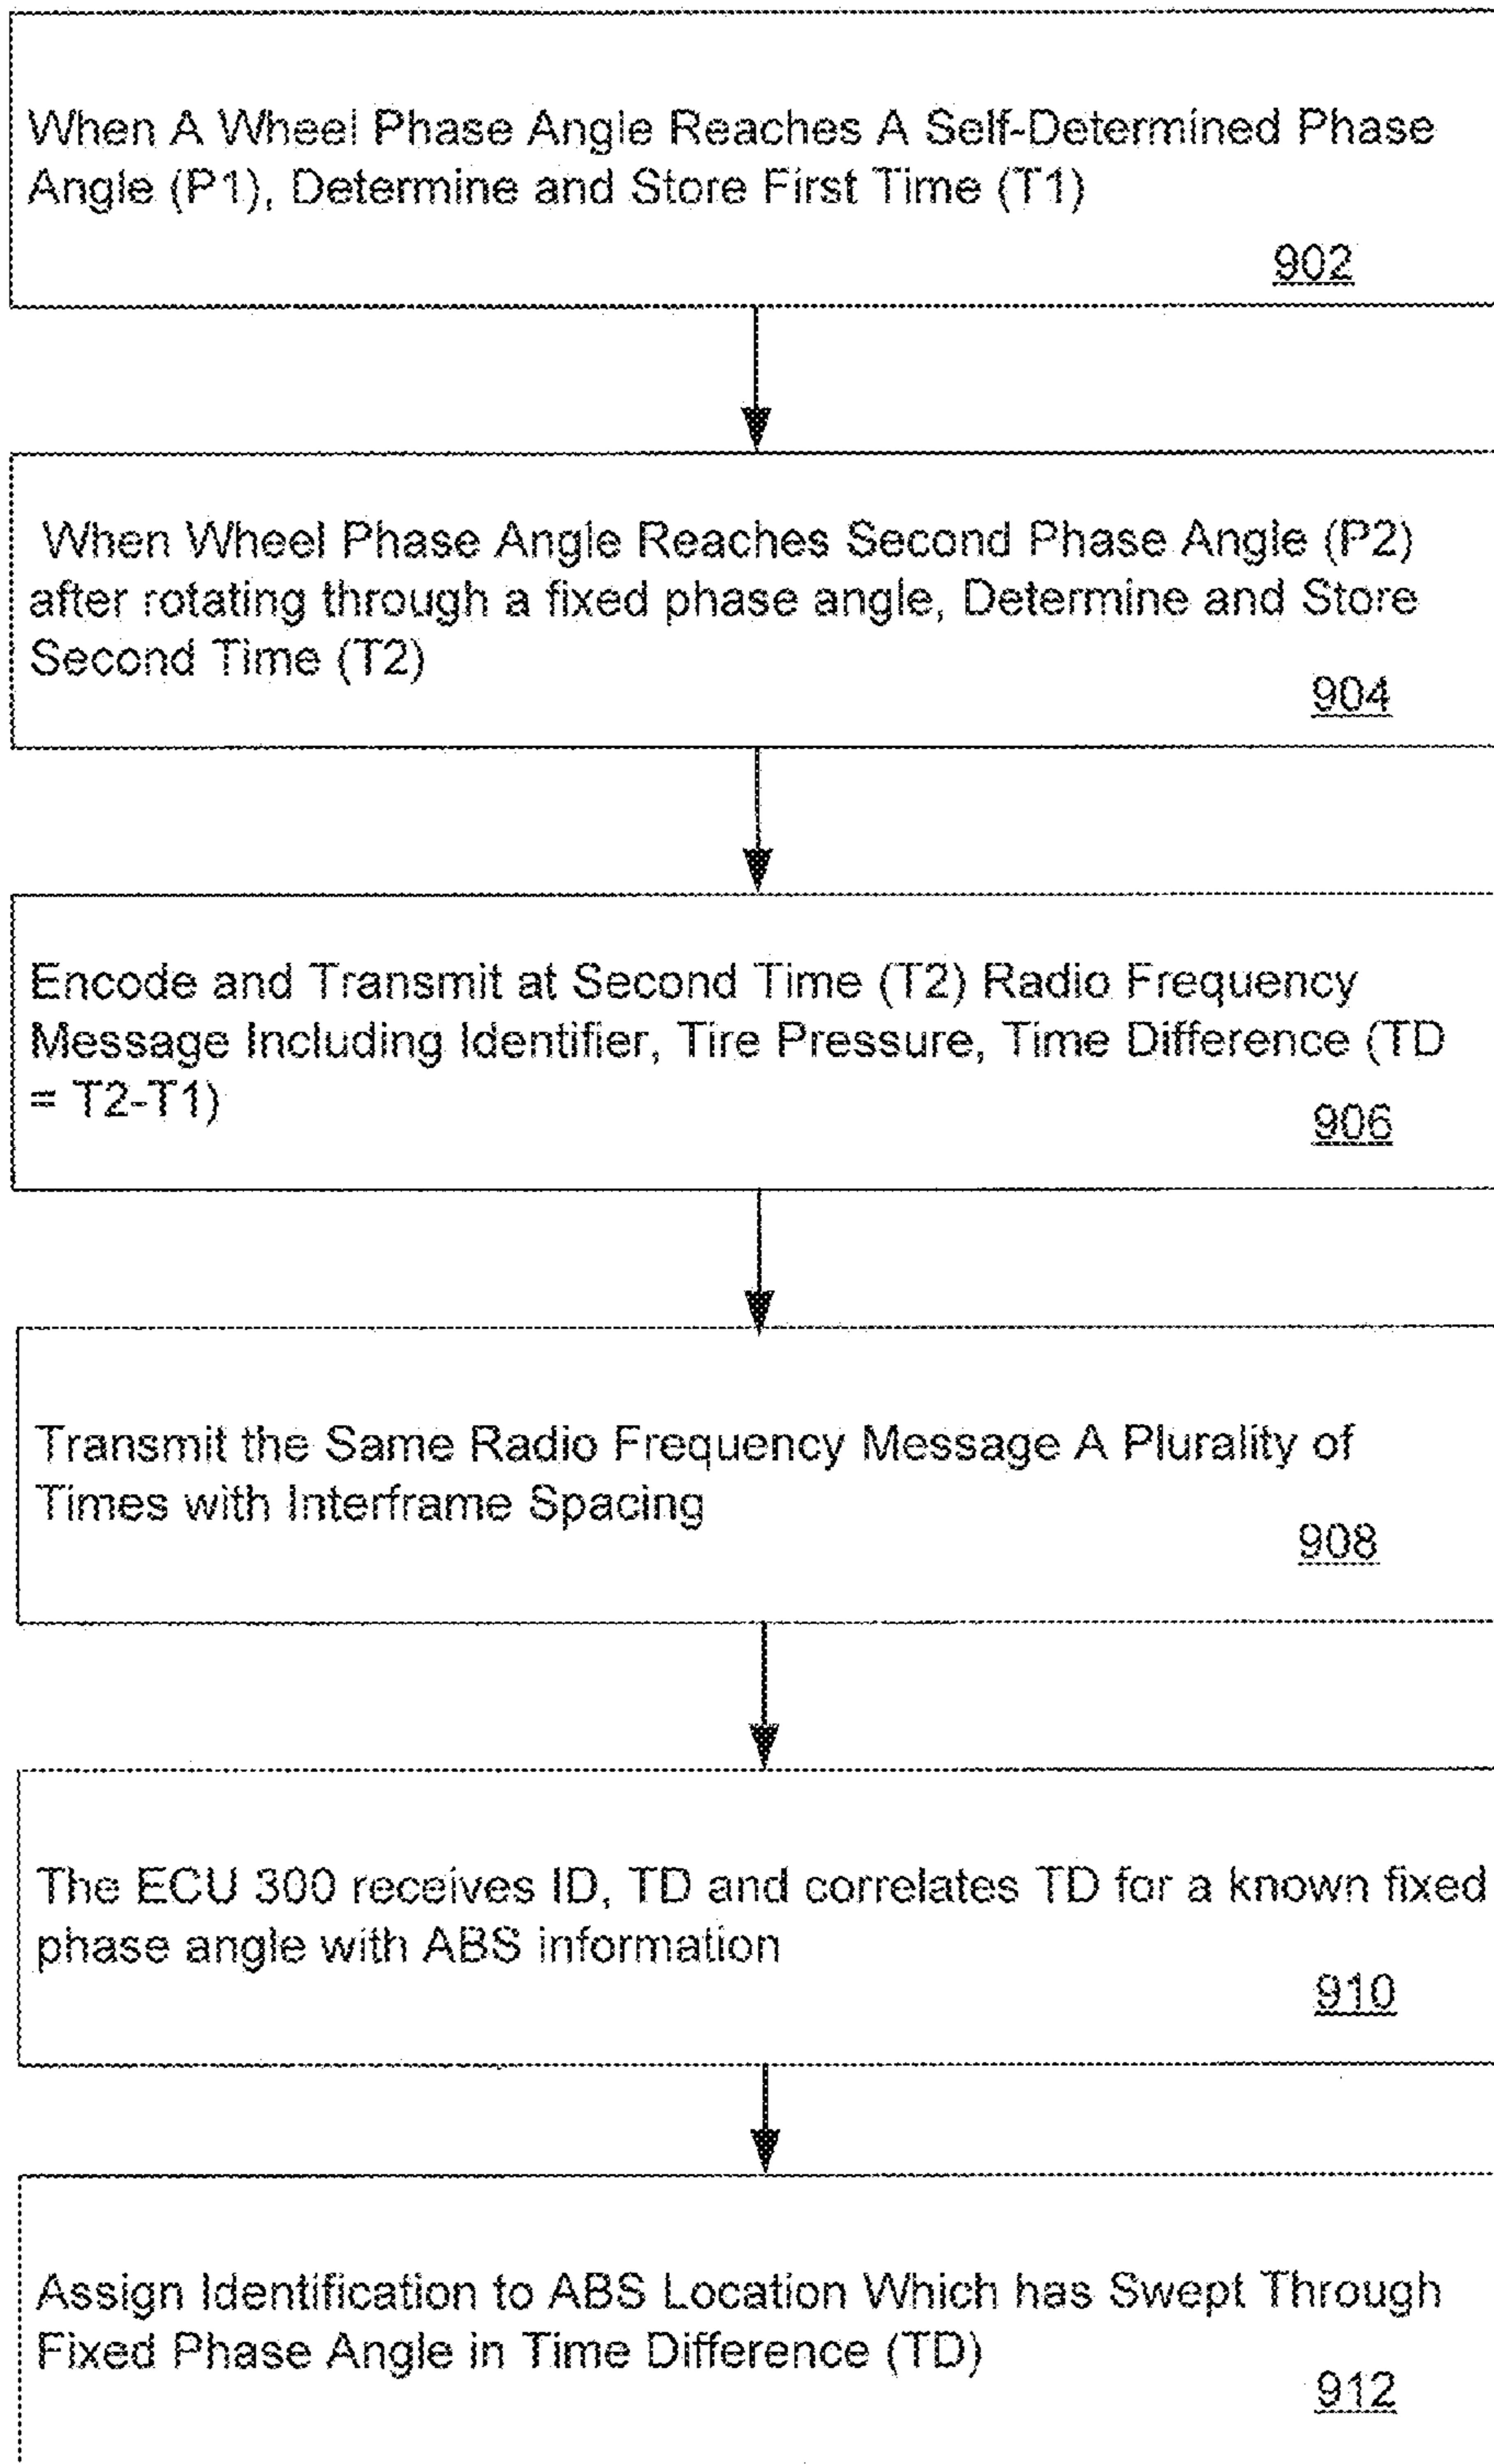 When A Wheel Phase Angle Reaches A Self-Determined Phase
Angle (P1), Determine and Store First Time (T1)
902
When Wheel Phase Angle Reaches Second Phase Angle (P2)
after rotating through a fixed phase angle, Determine and Store
Second Time (T2)
904
Encode and Transmit at Second Time (T2) Radio Frequency
Message Including Identifier, Tire Pressure, Time Difference (TD
= T2-T1)
906
Transmit the Same Radio Frequency Message A Plurality of
Times with Interframe Spacing
908
The ECU 300 receives ID, TD and correlates TD for a known fixed
phase angle with ABS information
910
Assign Identification to ABS Location Which has Swept Through
Fixed Phase Angle in Time Difference (TD)
912